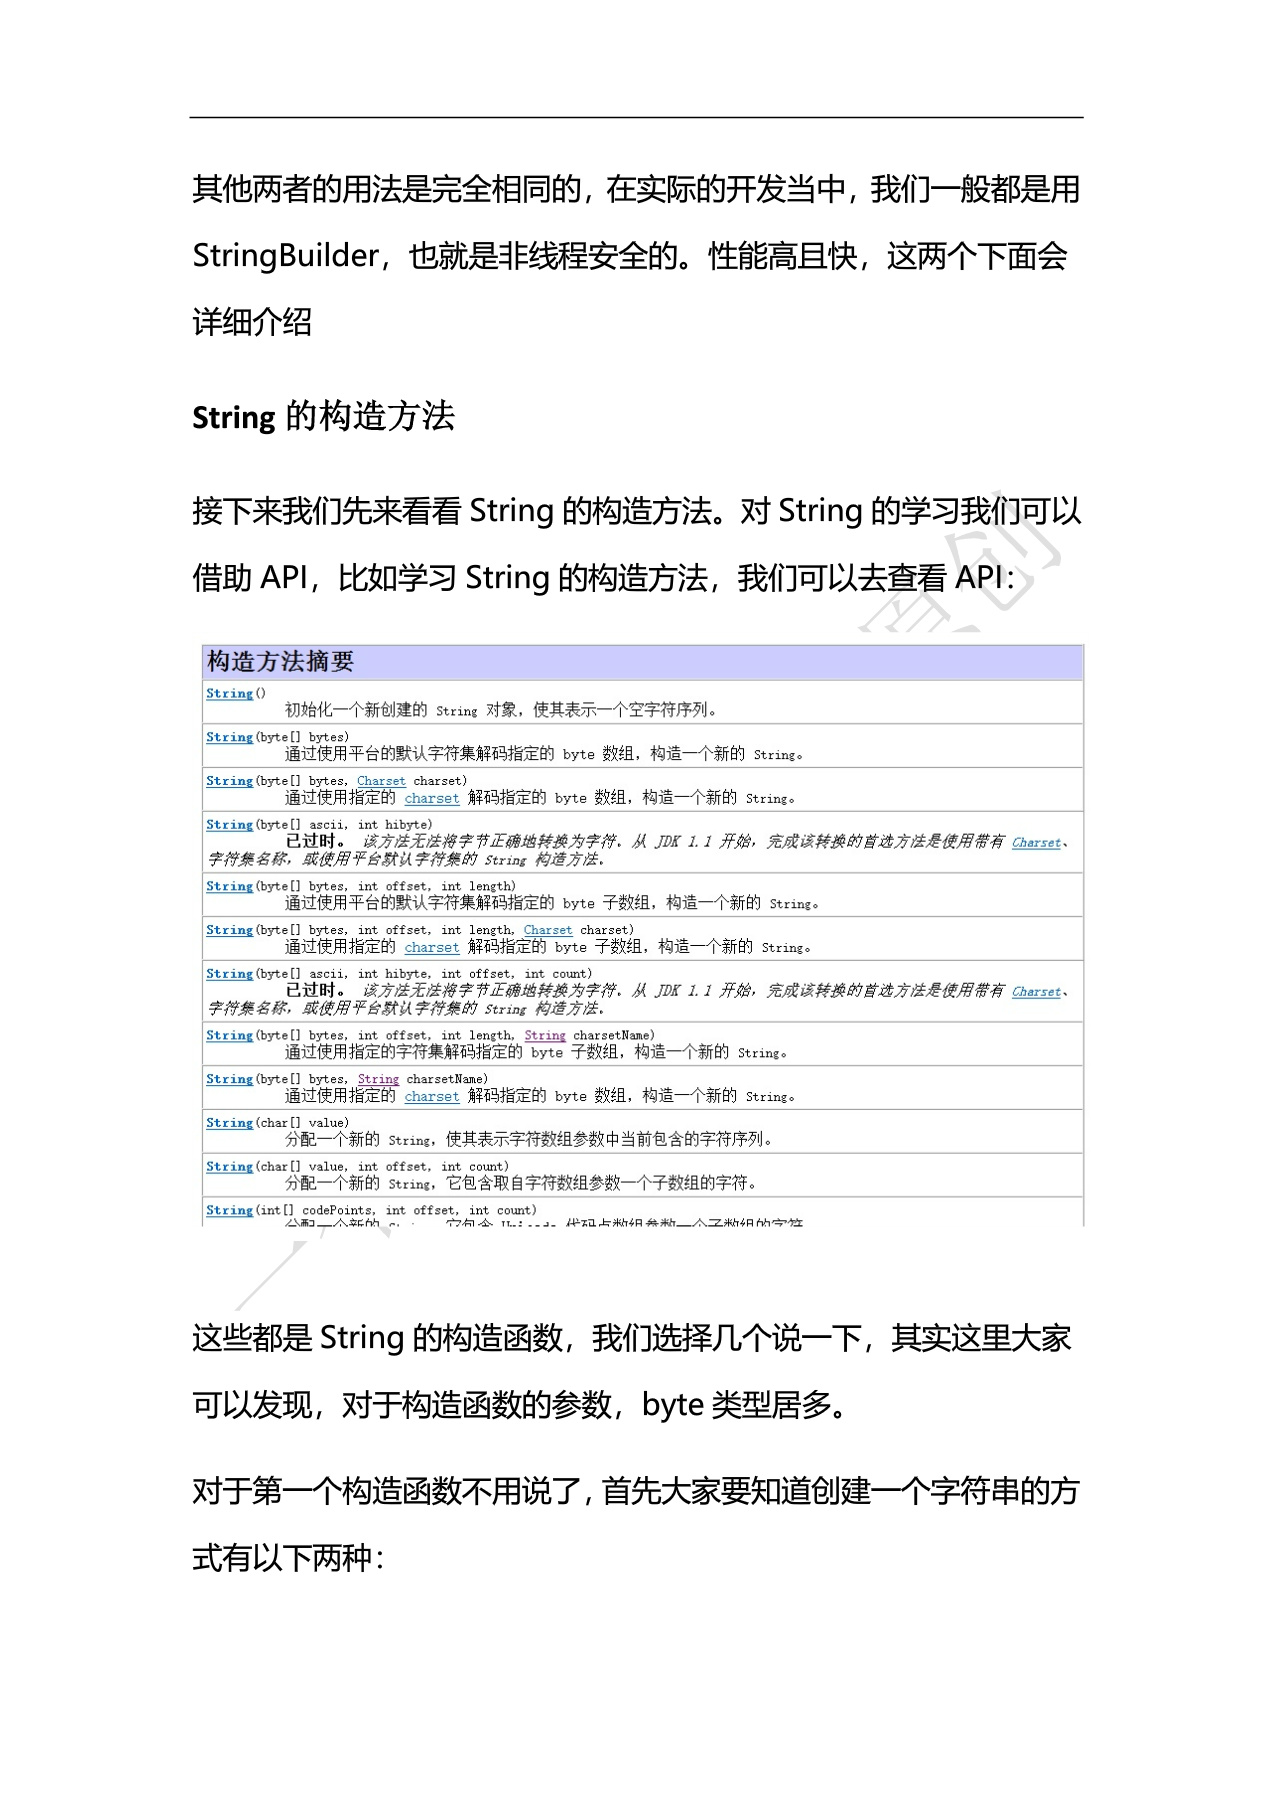 其他两者的用法是完全相同的，在实际的开发当中，我们一般都是用
StringBuilder，也就是非线程安全的。性能高且快，这两个下面会
详细介绍
String 的构造方法
接下来我们先来看看 String 的构造方法。对 String 的学习我们可以
借助 API，比如学习 String 的构造方法，我们可以去查看 API：
原创
构造方法摘要
String()
初始化一个新创建的 String 对象，使其表示一个空字符序列。
String(byte[] bytes)
通过使用平台的默认字符集解码指定的 byte 数组，构造一个新的 String。
String(byte[] bytes, Charset charset)
通过使用指定的 charset 解码指定的 byte 数组，构造一个新的 String。
String(byte[] ascii, int hibyte)
已过时。 该方法无法将字节正确地转换为字符。从 JDK 1.1 开始，完成该转换的首选方法是使用带有 Charset、
字符集名称，或使用平台默认字符集的 String 构造方法。
String(byte[] bytes, int offset, int length)
通过使用平台的默认字符集解码指定的 byte 子数组，构造一个新的 String。
String(byte[] bytes, int offset, int length, Charset charset)
通过使用指定的 charset 解码指定的 byte 子数组，构造一个新的 String。
String(byte[] ascii, int hibyte, int offset, int count)
已过时。 该方法无法将字节正确地转换为字符。从 JDK 1.1 开始，完成该转换的首选方法是使用带有 Charset、
字符集名称，或使用平台默认字符集的 String 构造方法。
String(byte[] bytes, int offset, int length, String charsetName)
通过使用指定的字符集解码指定的 byte 子数组，构造一个新的 String。
String(byte[] bytes, String charsetName)
通过使用指定的 charset 解码指定的 byte 数组，构造一个新的 String。
String(char[] value)
分配一个新的 String，使其表示字符数组参数中当前包含的字符序列。
String(char[] value, int offset, int count)
分配一个新的 String，它包含取自字符数组参数一个子数组的字符。
String(int[] codePoints, int offset, int count)
分配一个新的 String，它包含 Unicode 代码点数组参数一个子数组的字符
这些都是 String 的构造函数，我们选择几个说一下，其实这里大家
可以发现，对于构造函数的参数，byte 类型居多。
对于第一个构造函数不用说了，首先大家要知道创建一个字符串的方
式有以下两种：